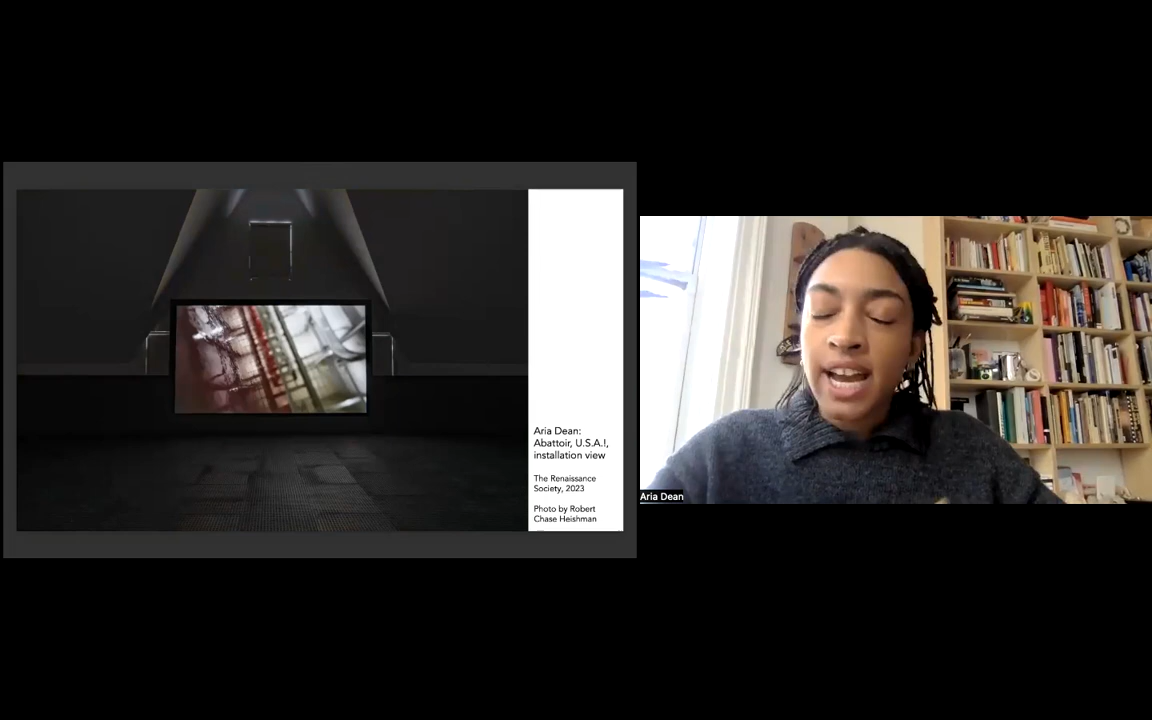 Aria Dean:
Abattoir, U.S.A.!,
installation view
The Renaissance
Society, 2023
Photo by Robert
Chase Heishman
Aria Dean